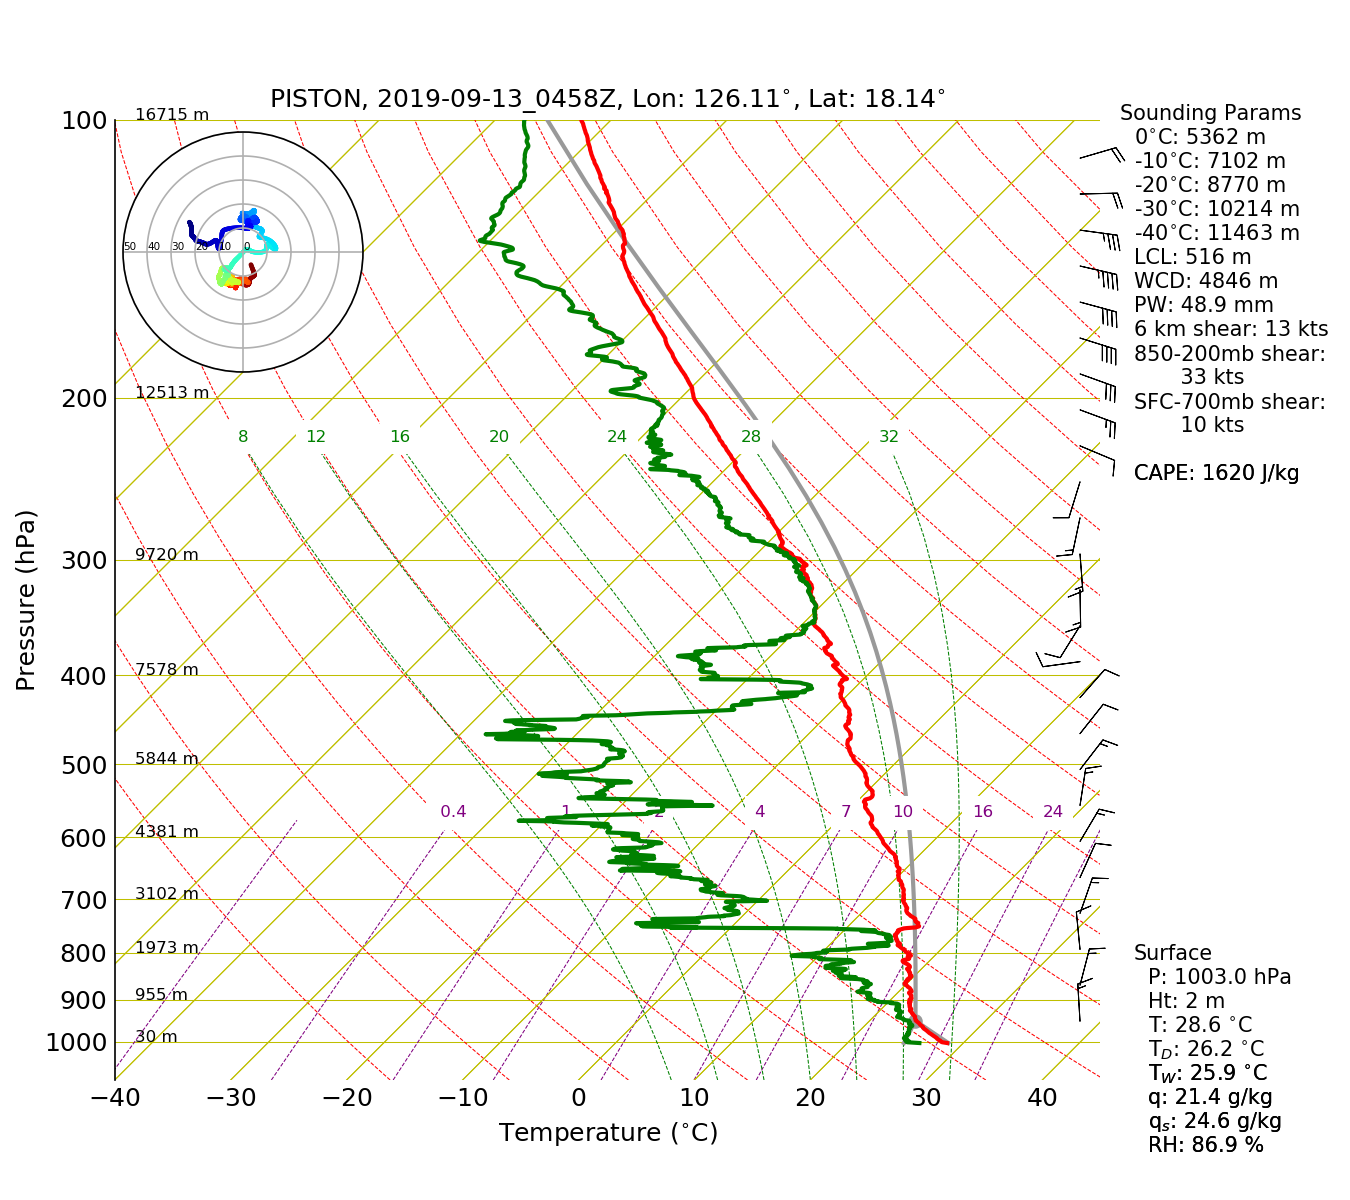 PISTON, 2019-09-13_0458Z, Lon: 126.11°, Lat: 18.14°
Sounding Params
0°C: 5362 m
-10°C: 7102 m
-20°C: 8770 m
-30°C: 10214 m
-40°C: 11463 m
LCL: 516 m
WCD: 4846 m
PW: 48.9 mm
6 km shear: 13 kts
850-200mb shear:
33 kts
SFC-700mb shear:
10 kts
CAPE: 1620 J/kg
Surface
P: 1003.0 hPa
Ht: 2 m
T: 28.6 °C
T_D: 26.2 °C
T_W: 25.9 °C
q: 21.4 g/kg
q_s: 24.6 g/kg
RH: 86.9 %
Pressure (hPa)
100 16715 m
50 40 30 20 10 0
200 12513 m
8 12 16 20 24 28 32
300 9720 m
400 7578 m
500 5844 m
0.4 1 2 4 7 10 16 24
600 4381 m
700 3102 m
800 1973 m
900 955 m
1000 30 m
−40 −30 −20 −10 0 10 20 30 40
Temperature (°C)